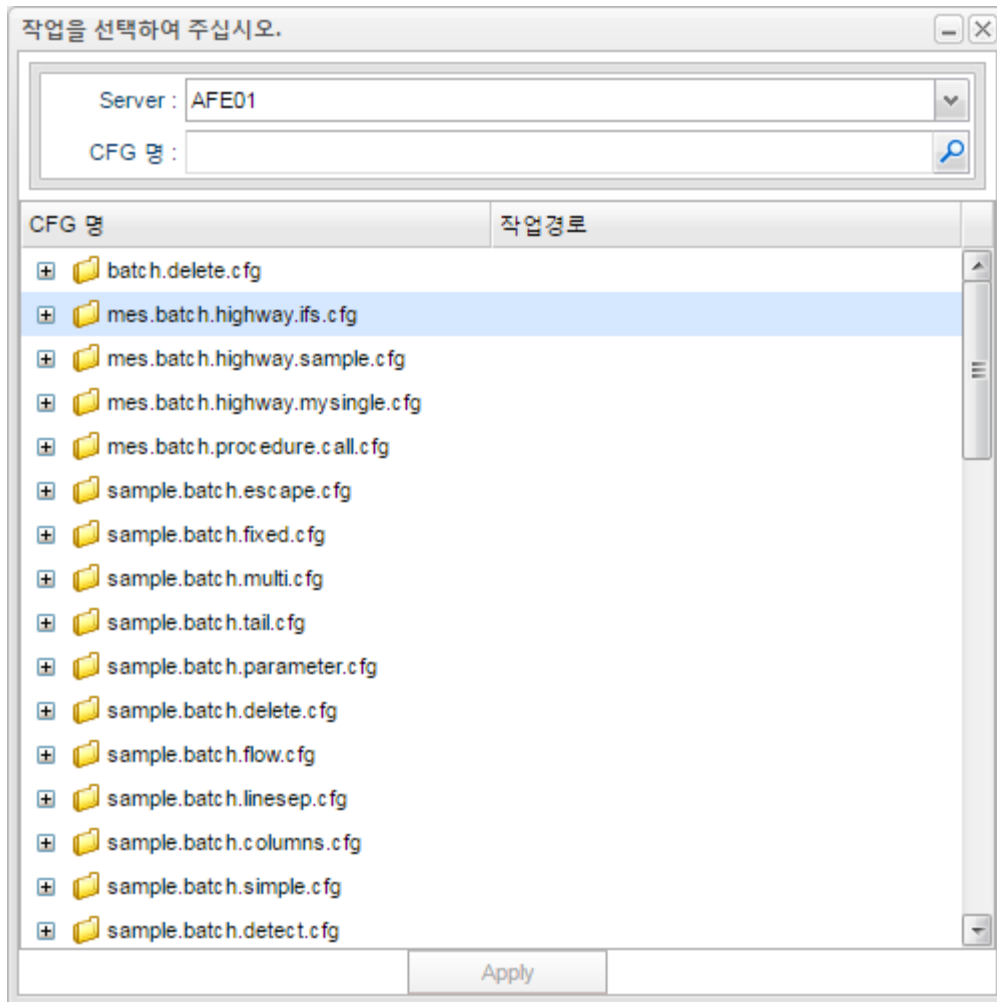 작업을 선택하여 주십시오.
Server : AFE01
CFG 명 :
CFG 명 작업경로
batch.delete.cfg
mes.batch.highway.ifs.cfg
mes.batch.highway.sample.cfg
mes.batch.highway.mysingle.cfg
mes.batch.procedure.call.cfg
sample.batch.escape.cfg
sample.batch.fixed.cfg
sample.batch.multi.cfg
sample.batch.tail.cfg
sample.batch.parameter.cfg
sample.batch.delete.cfg
sample.batch.flow.cfg
sample.batch.linesep.cfg
sample.batch.columns.cfg
sample.batch.simple.cfg
sample.batch.detect.cfg
Apply